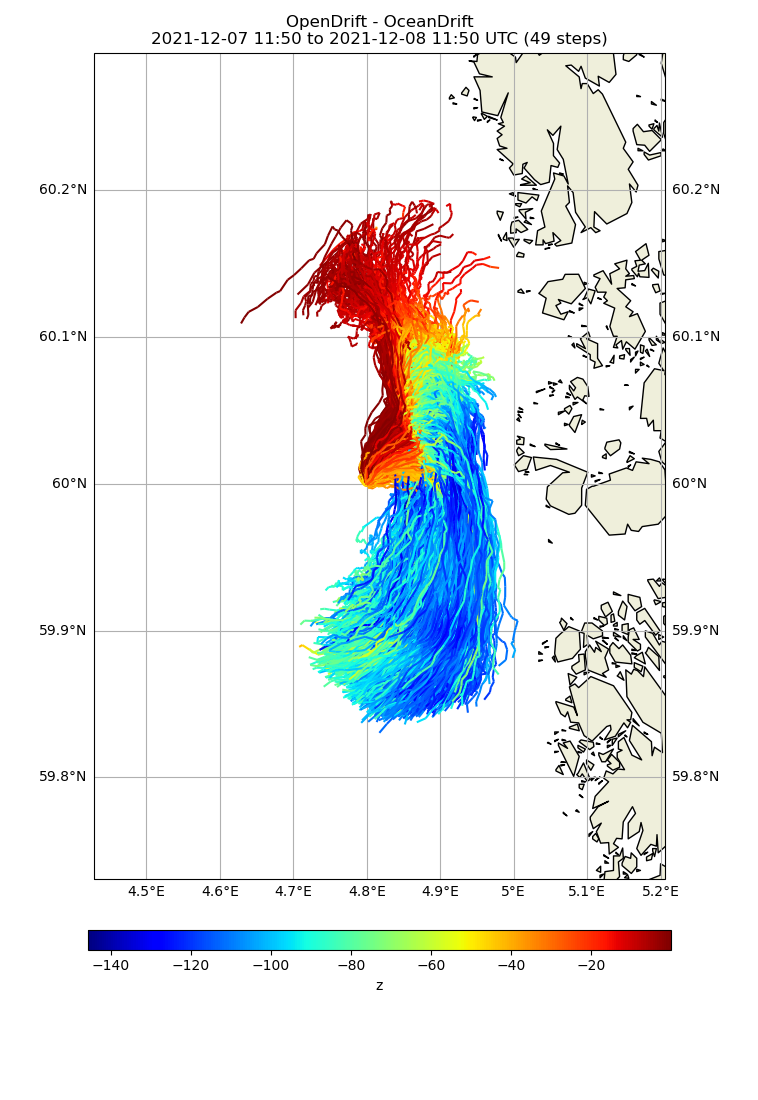 OpenDrift - OceanDrift
2021-12-07 11:50 to 2021-12-08 11:50 UTC (49 steps)
60.2°N 60.2°N
60.1°N 60.1°N
60°N 60°N
59.9°N 59.9°N
59.8°N 59.8°N
4.5°E 4.6°E 4.7°E 4.8°E 4.9°E 5°E 5.1°E 5.2°E
−140 −120 −100 −80 −60 −40 −20
z